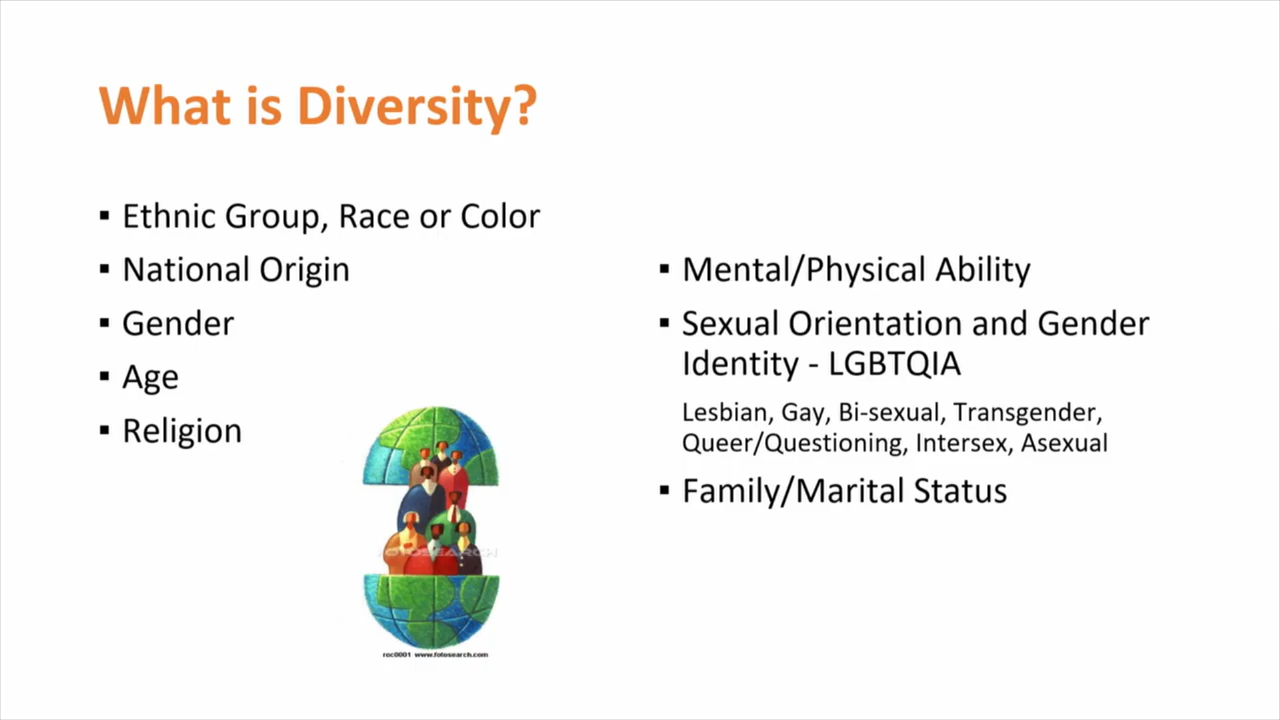 What is Diversity?
▪ Ethnic Group, Race or Color
▪ National Origin
▪ Gender
▪ Age
▪ Religion
▪ Mental/Physical Ability
▪ Sexual Orientation and Gender
Identity - LGBTQIA
Lesbian, Gay, Bi-sexual, Transgender,
Queer/Questioning, Intersex, Asexual
▪ Family/Marital Status
FOTOSEARCH
roc0001 www.fotosearch.com